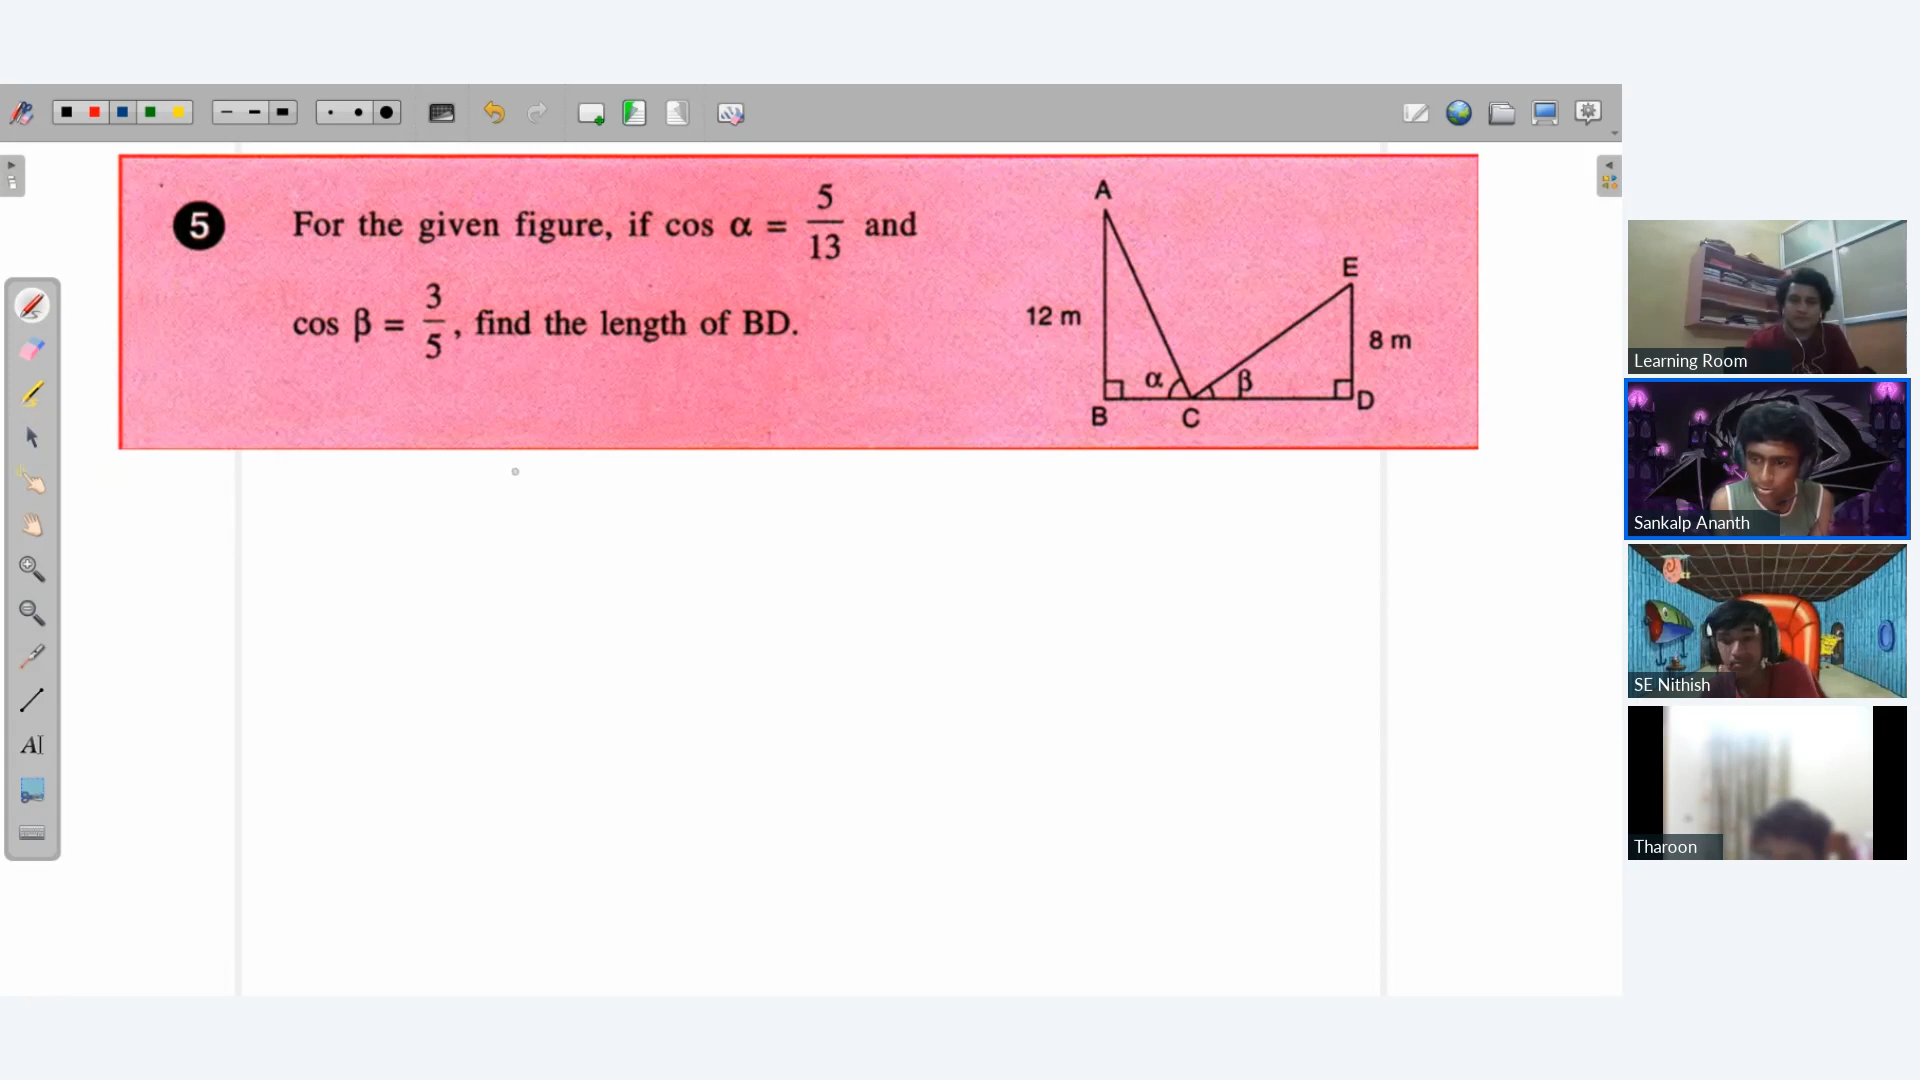 5 For the given figure, if cos α = 5/13 and
cos β = 3/5, find the length of BD.
A
E
12 m
8 m
α
β
B
C
D
AI
Learning Room
Sankalp Ananth
SE Nithish
Tharoon